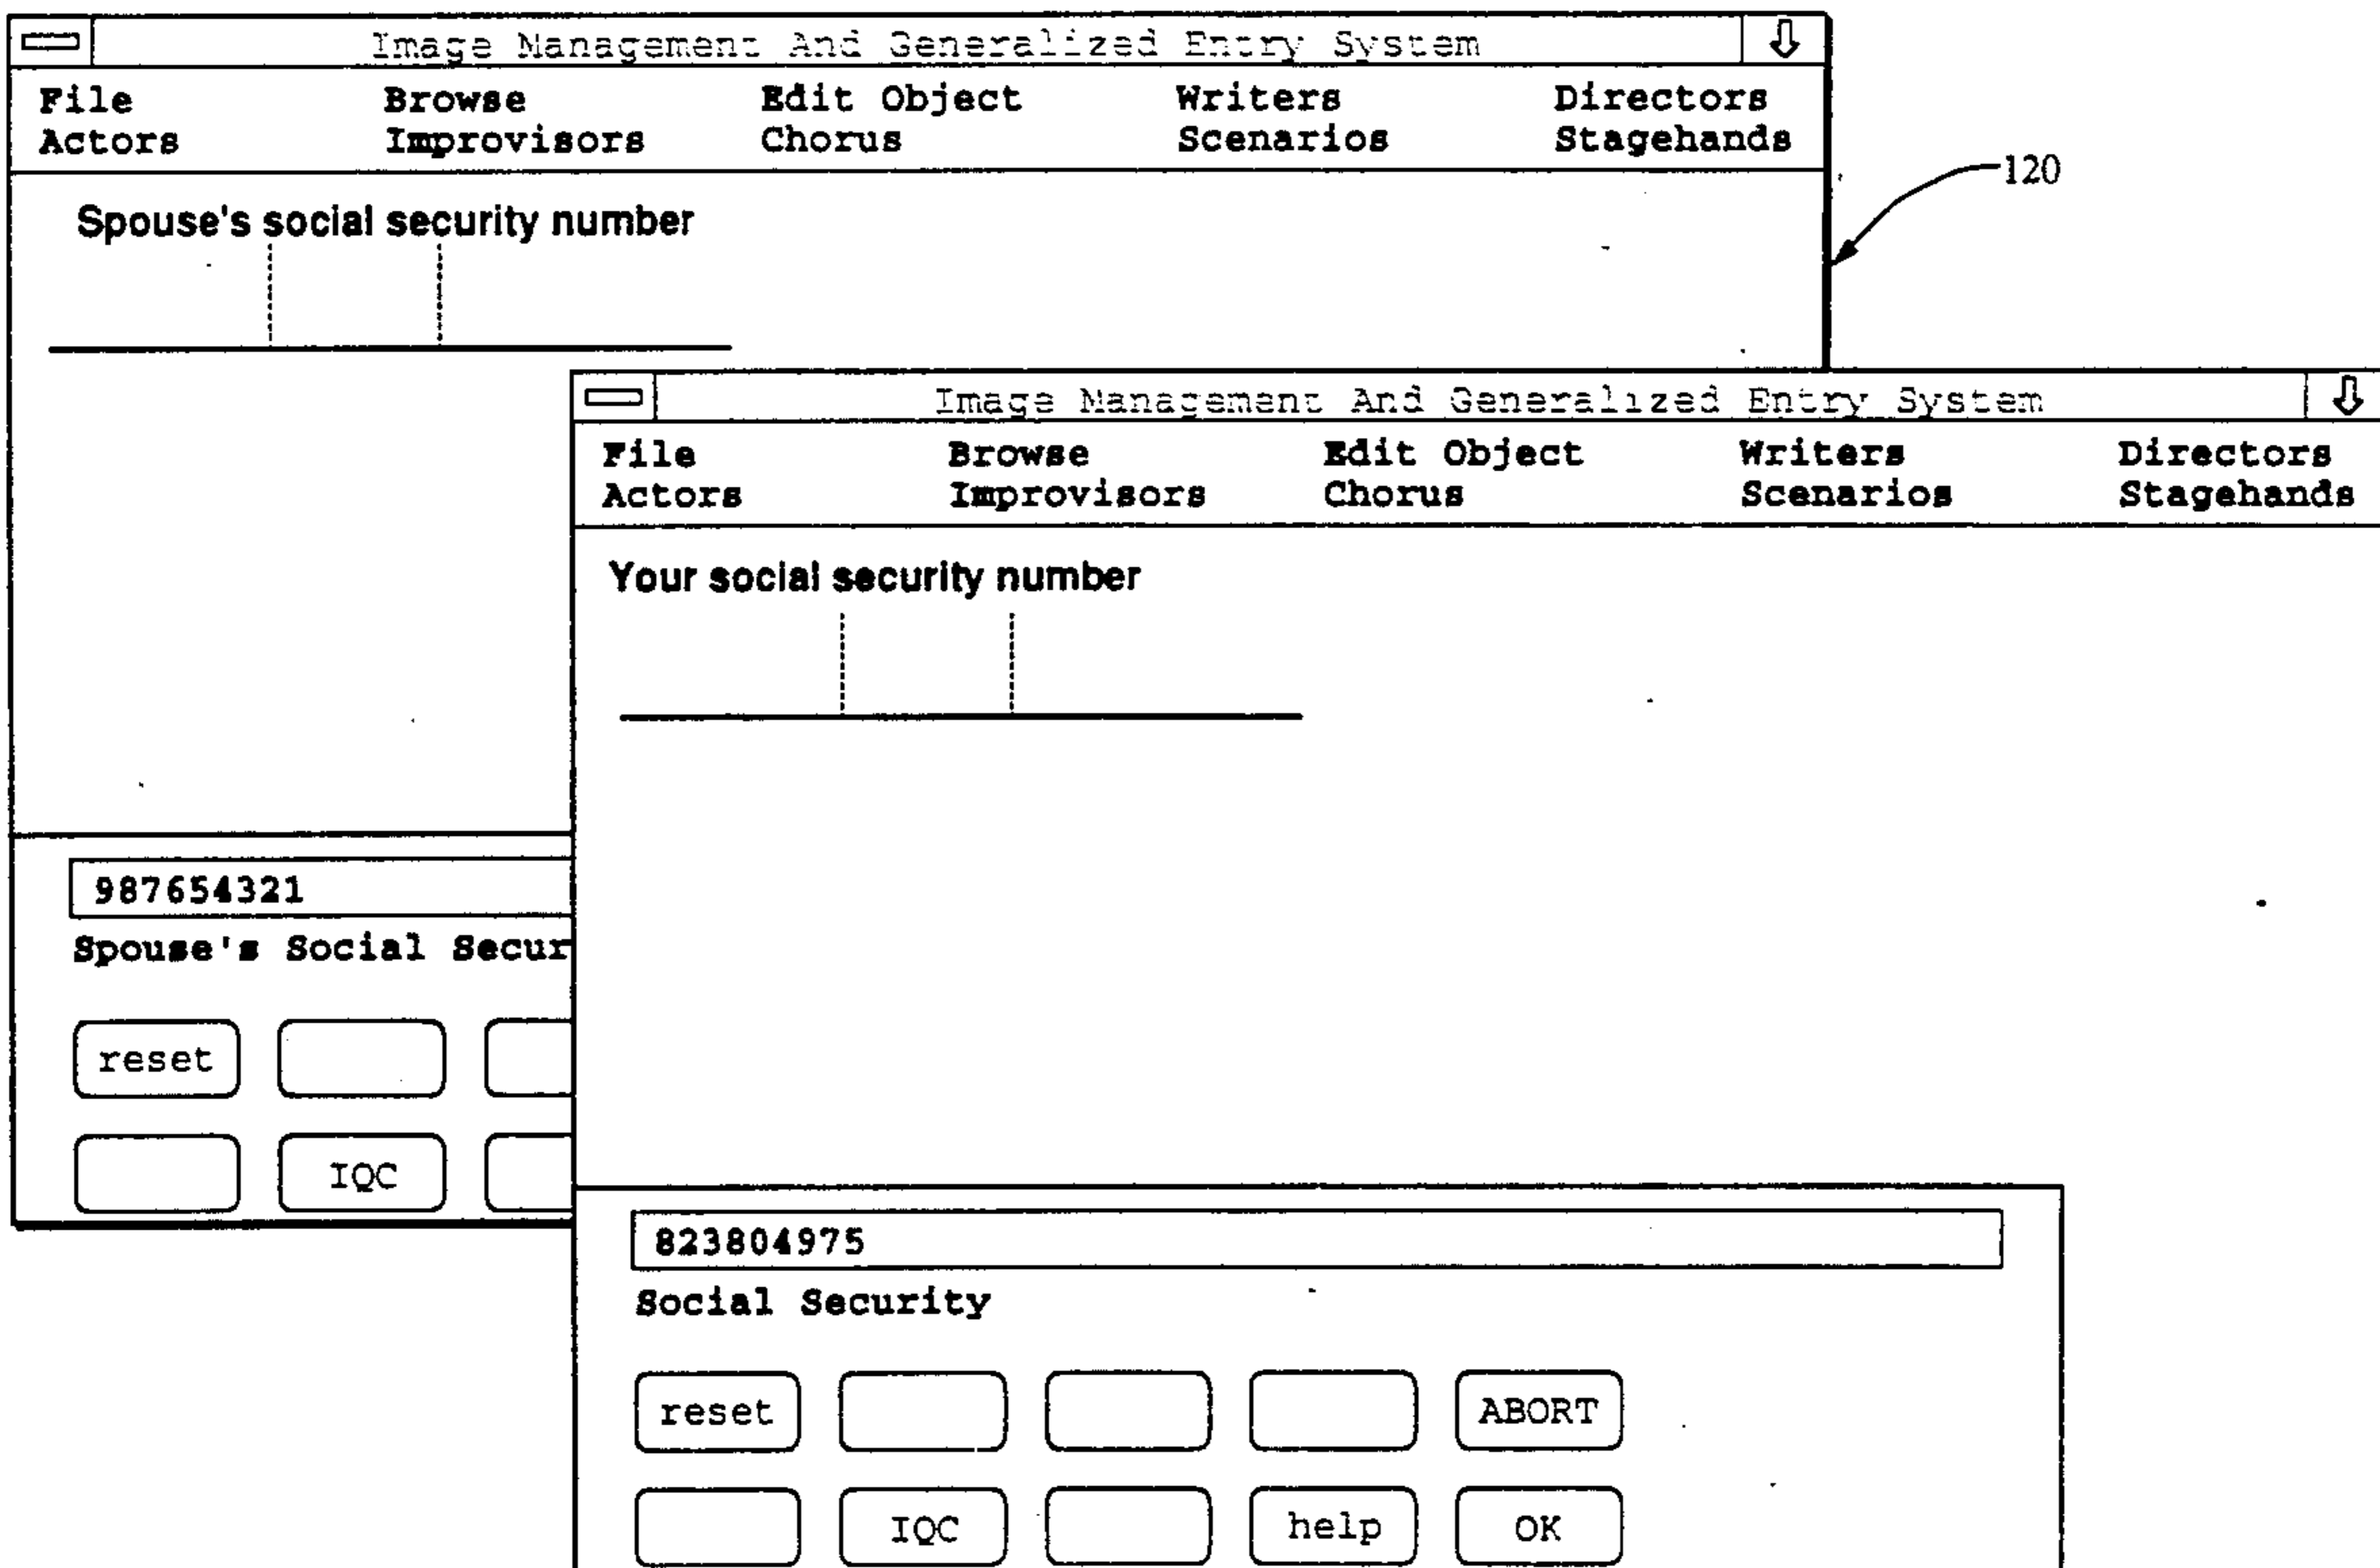 Image Management And Generalized Entry System
File Browse Edit Object Writers Directors
Actors Improvisors Chorus Scenarios Stagehands
120
Spouse's social security number
Image Management And Generalized Entry System
File Browse Edit Object Writers Directors
Actors Improvisors Chorus Scenarios Stagehands
Your social security number
987654321
Spouse's Social Secur
reset
IQC
823804975
Social Security
reset ABORT
IQC help OK